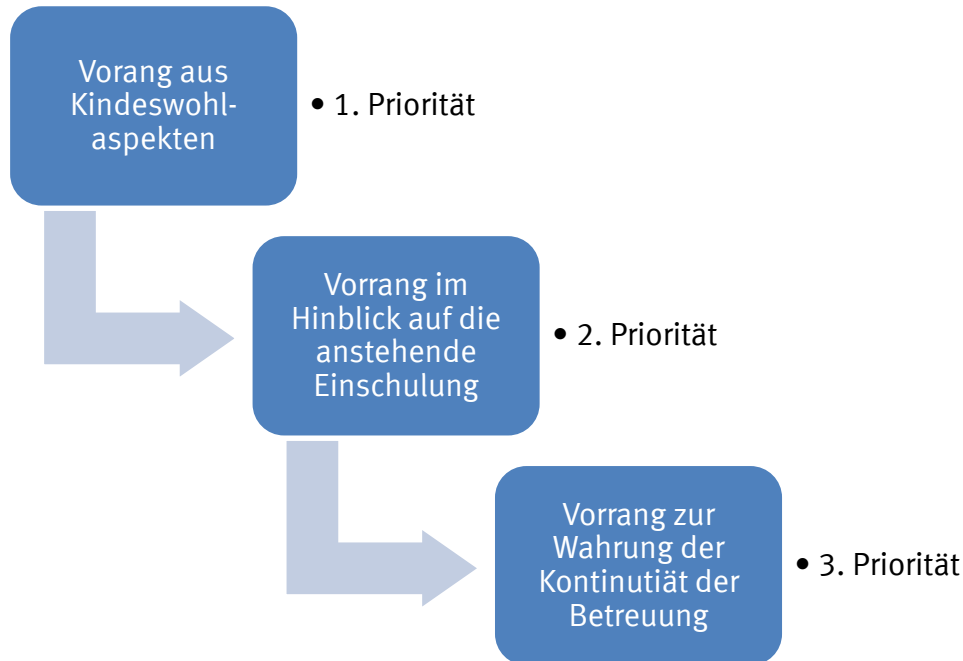 Vorang aus
Kindeswohl-
aspekten
• 1. Priorität
Vorrang im
Hinblick auf die
anstehende
Einschulung
• 2. Priorität
Vorrang zur
Wahrung der
Kontinutiät der
Betreuung
• 3. Priorität